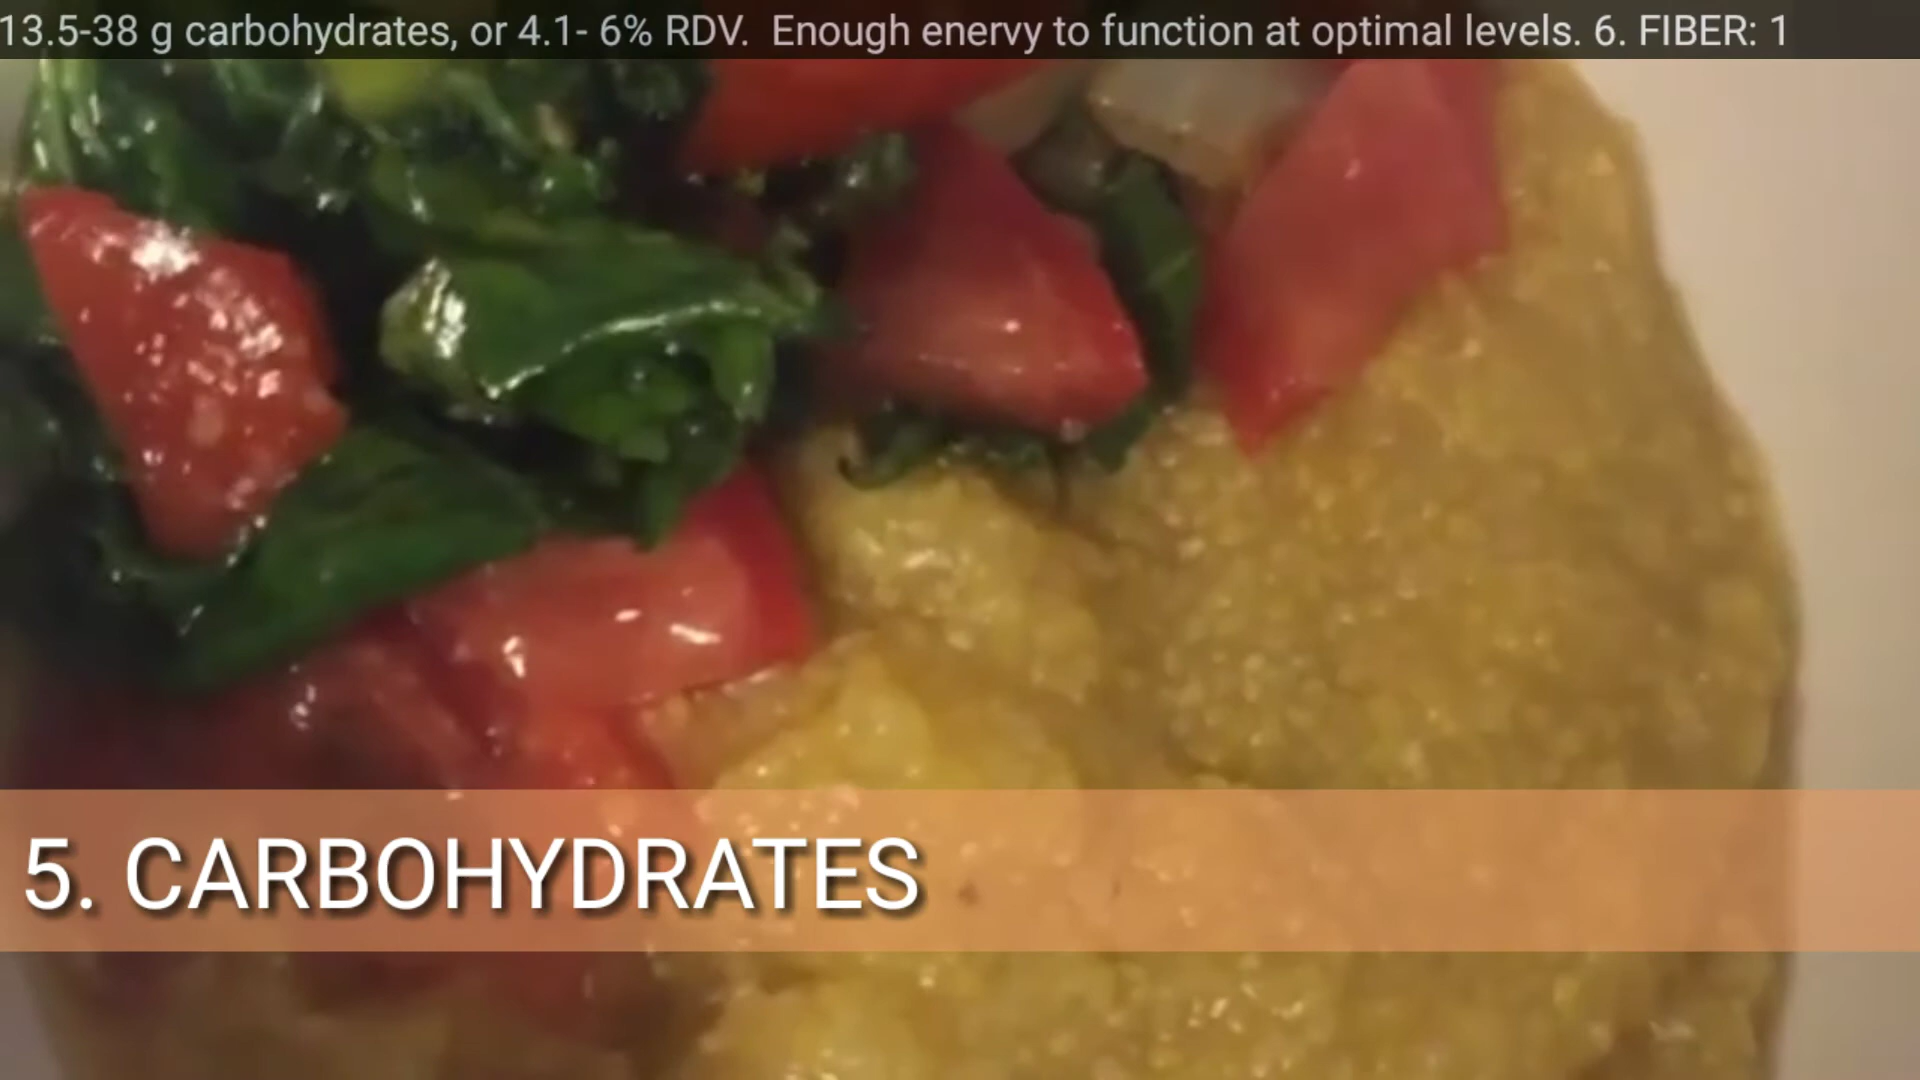 13.5-38 g carbohydrates, or 4.1- 6% RDV.  Enough enervy to function at optimal levels. 6. FIBER: 1
5. CARBOHYDRATES